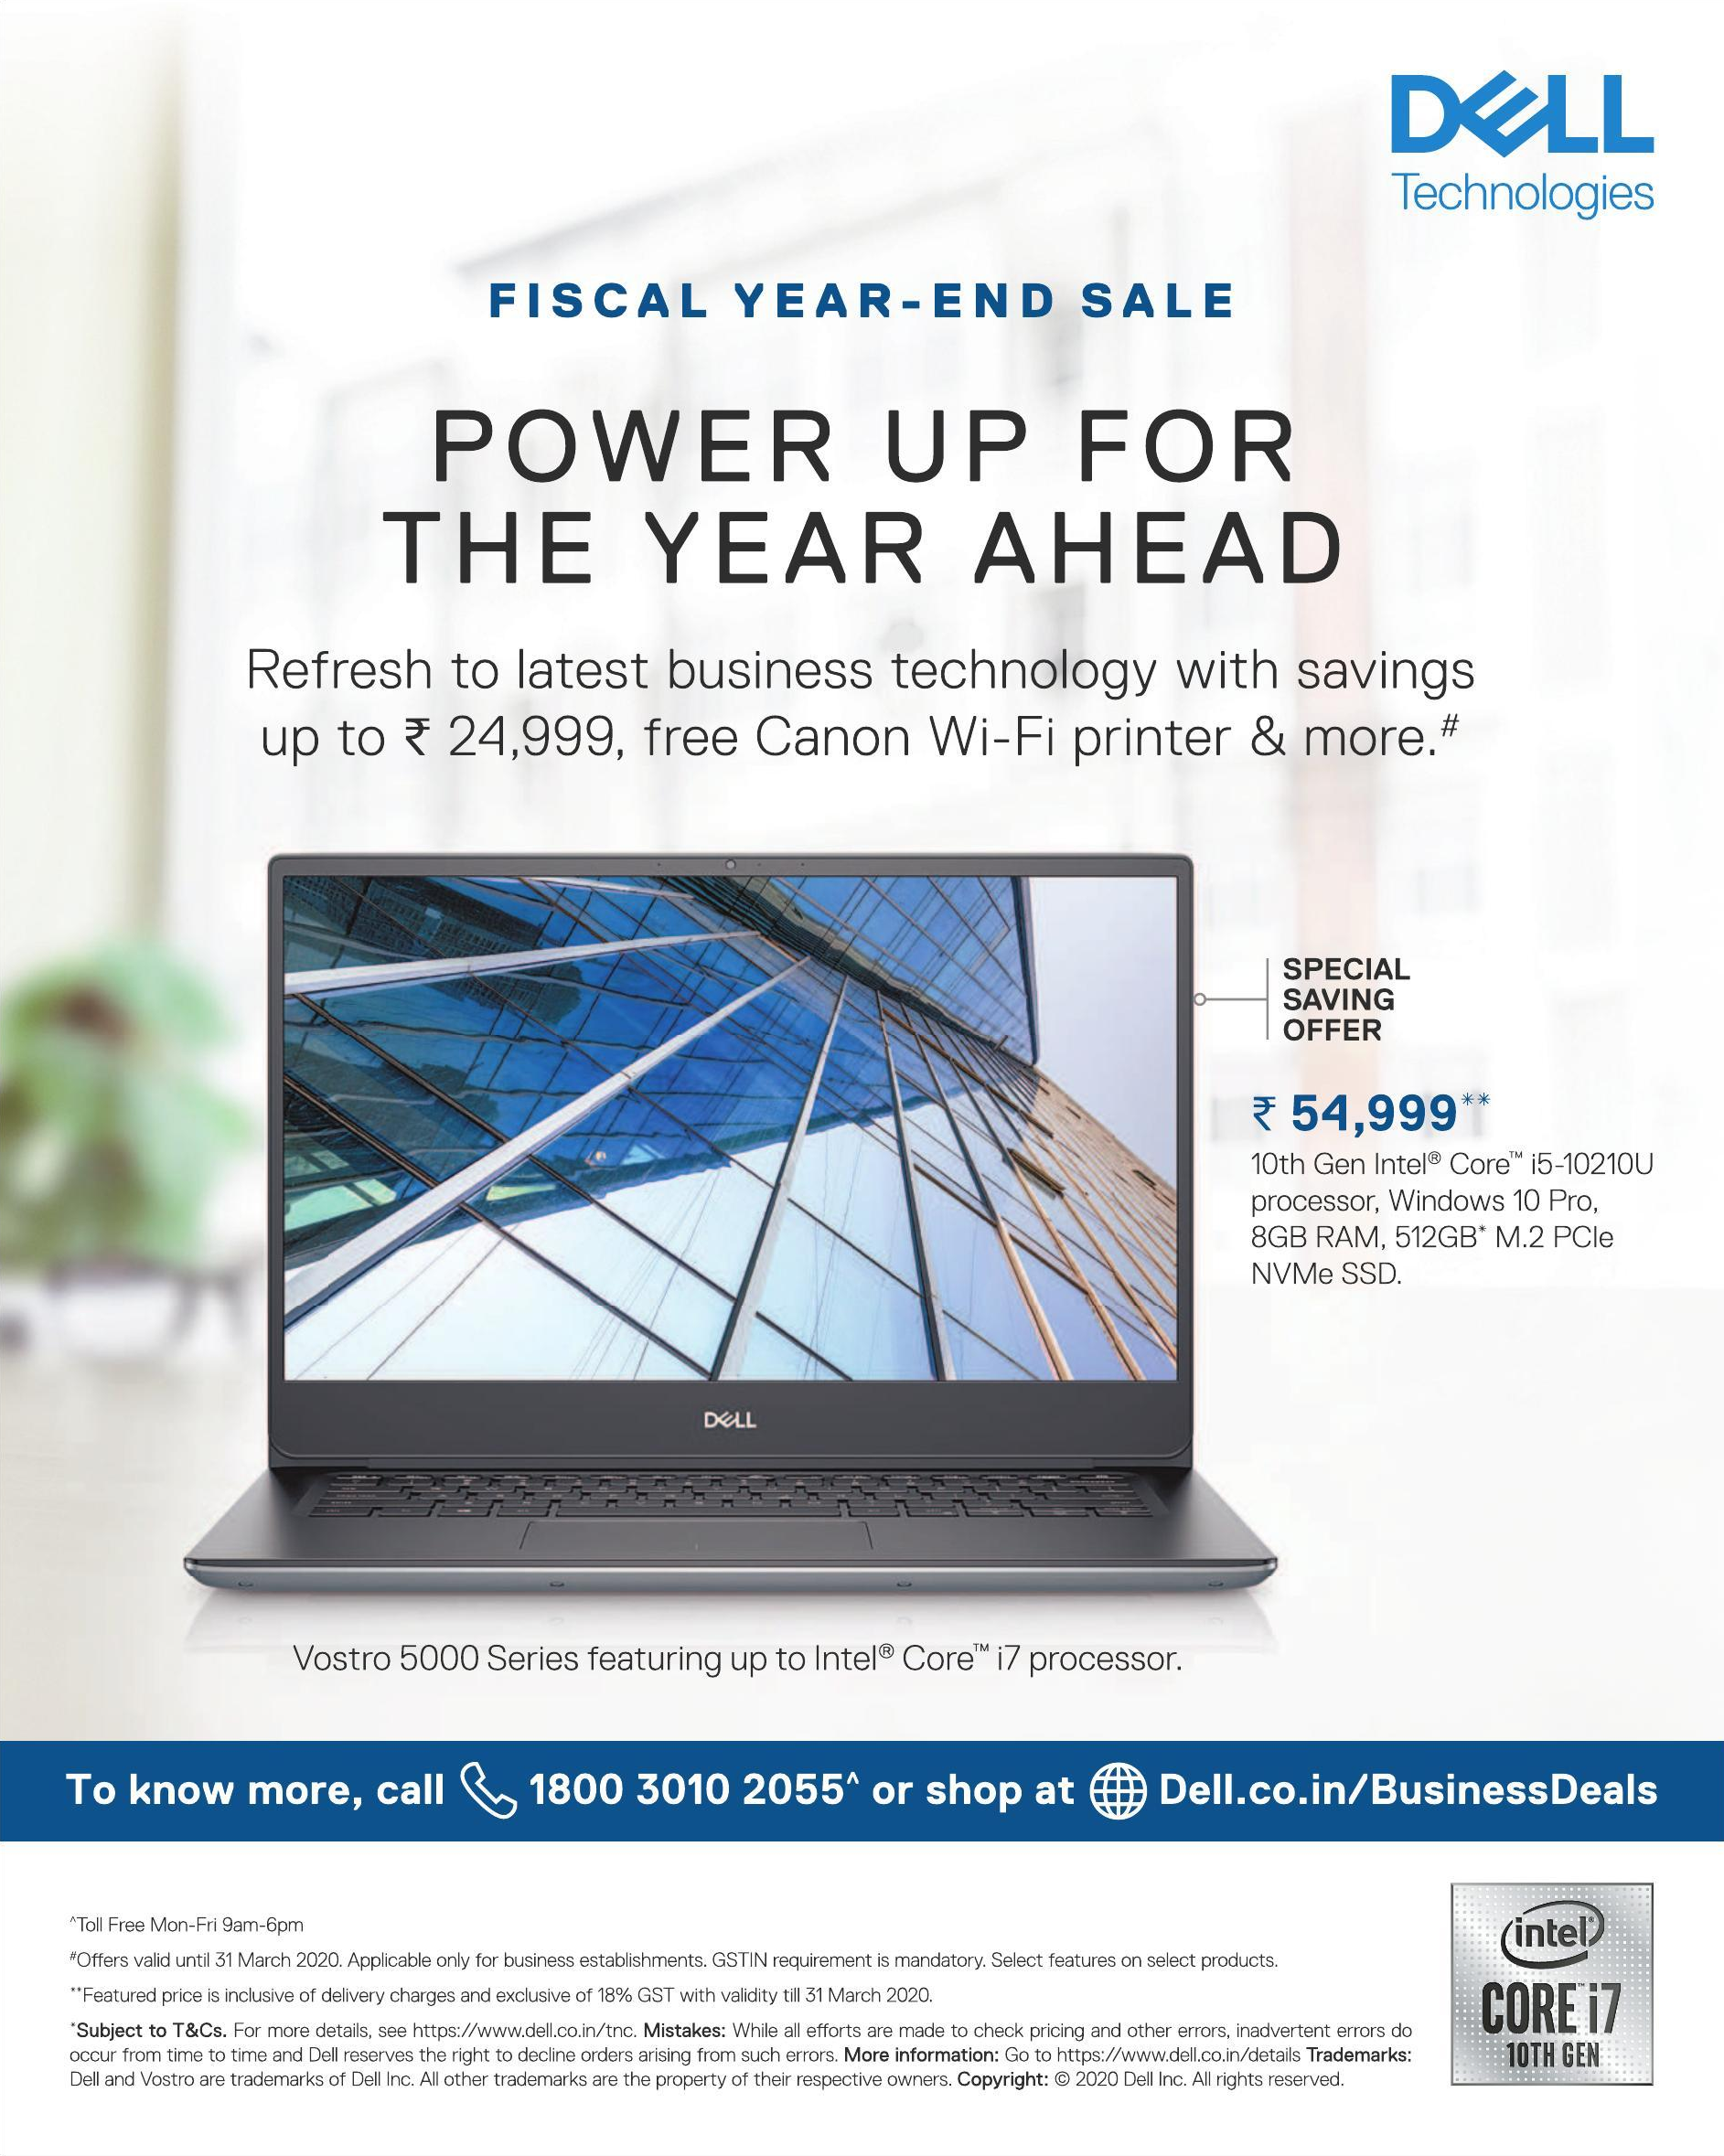 DELL
Technologies
FISCAL YEAR-END SALE
POWER UP FOR
THE YEAR AHEAD
Refresh to latest business technology with savings
up to ₹ 24,999, free Canon Wi-Fi printer & more.#
SPECIAL
SAVING
OFFER
₹ 54,999**
10th Gen Intel® Core™ i5-10210U
processor, Windows 10 Pro,
8GB RAM, 512GB* M.2 PCIe
NVMe SSD.
DELL
Vostro 5000 Series featuring up to Intel® Core™ i7 processor.
To know more, call 1800 3010 2055^ or shop at Dell.co.in/BusinessDeals
^Toll Free Mon-Fri 9am-6pm
#Offers valid until 31 March 2020. Applicable only for business establishments. GSTIN requirement is mandatory. Select features on select products.
**Featured price is inclusive of delivery charges and exclusive of 18% GST with validity till 31 March 2020.
*Subject to T&Cs. For more details, see https://www.dell.co.in/tnc. Mistakes: While all efforts are made to check pricing and other errors, inadvertent errors do
occur from time to time and Dell reserves the right to decline orders arising from such errors. More information: Go to https://www.dell.co.in/details Trademarks:
Dell and Vostro are trademarks of Dell Inc. All other trademarks are the property of their respective owners. Copyright: © 2020 Dell Inc. All rights reserved.
intel®
CORE™ i7
10TH GEN